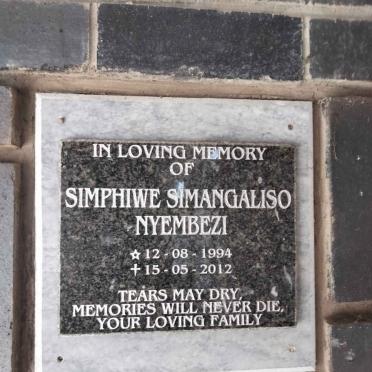 IN LOVING MEMORY
OF
SIMPHIWE SIMANGALISO
NYEMBEZI
☆ 12 - 08 - 1994
✝ 15 - 05 - 2012
TEARS MAY DRY,
MEMORIES WILL NEVER DIE,
YOUR LOVING FAMILY